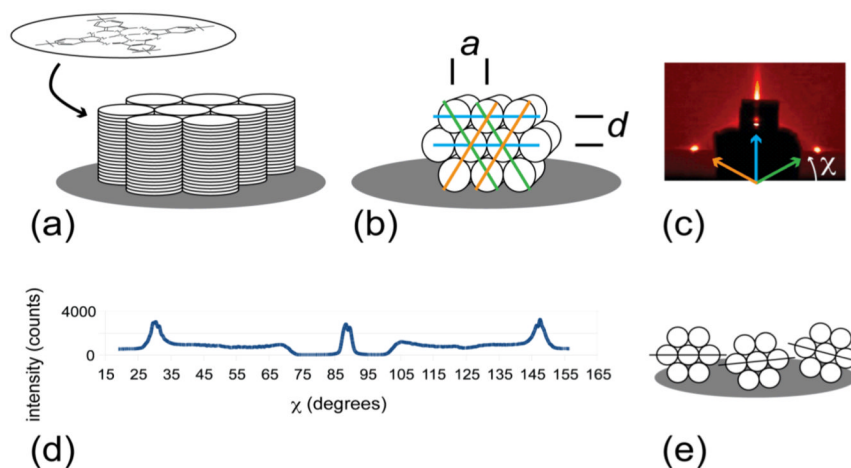 a
d
χ
(a)
(b)
(c)
intensity (counts)
4000
0
15 25 35 45 55 65 75 85 95 105 115 125 135 145 155 165
χ (degrees)
(d)
(e)